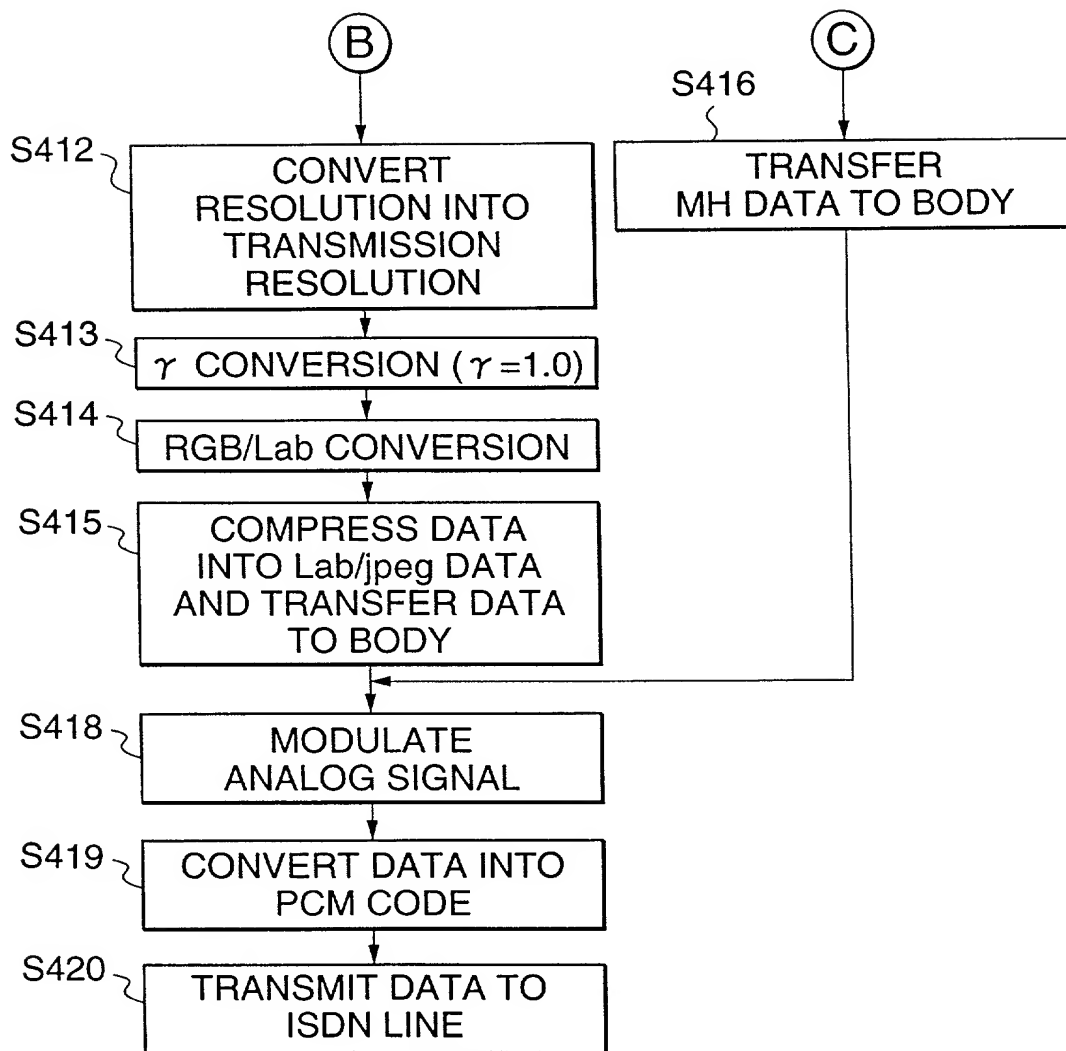 B
S412
CONVERT
RESOLUTION INTO
TRANSMISSION
RESOLUTION
S413
γ CONVERSION (γ=1.0)
S414
RGB/Lab CONVERSION
S415
COMPRESS DATA
INTO Lab/jpeg DATA
AND TRANSFER DATA
TO BODY
C
S416
TRANSFER
MH DATA TO BODY
S418
MODULATE
ANALOG SIGNAL
S419
CONVERT DATA INTO
PCM CODE
S420
TRANSMIT DATA TO
ISDN LINE